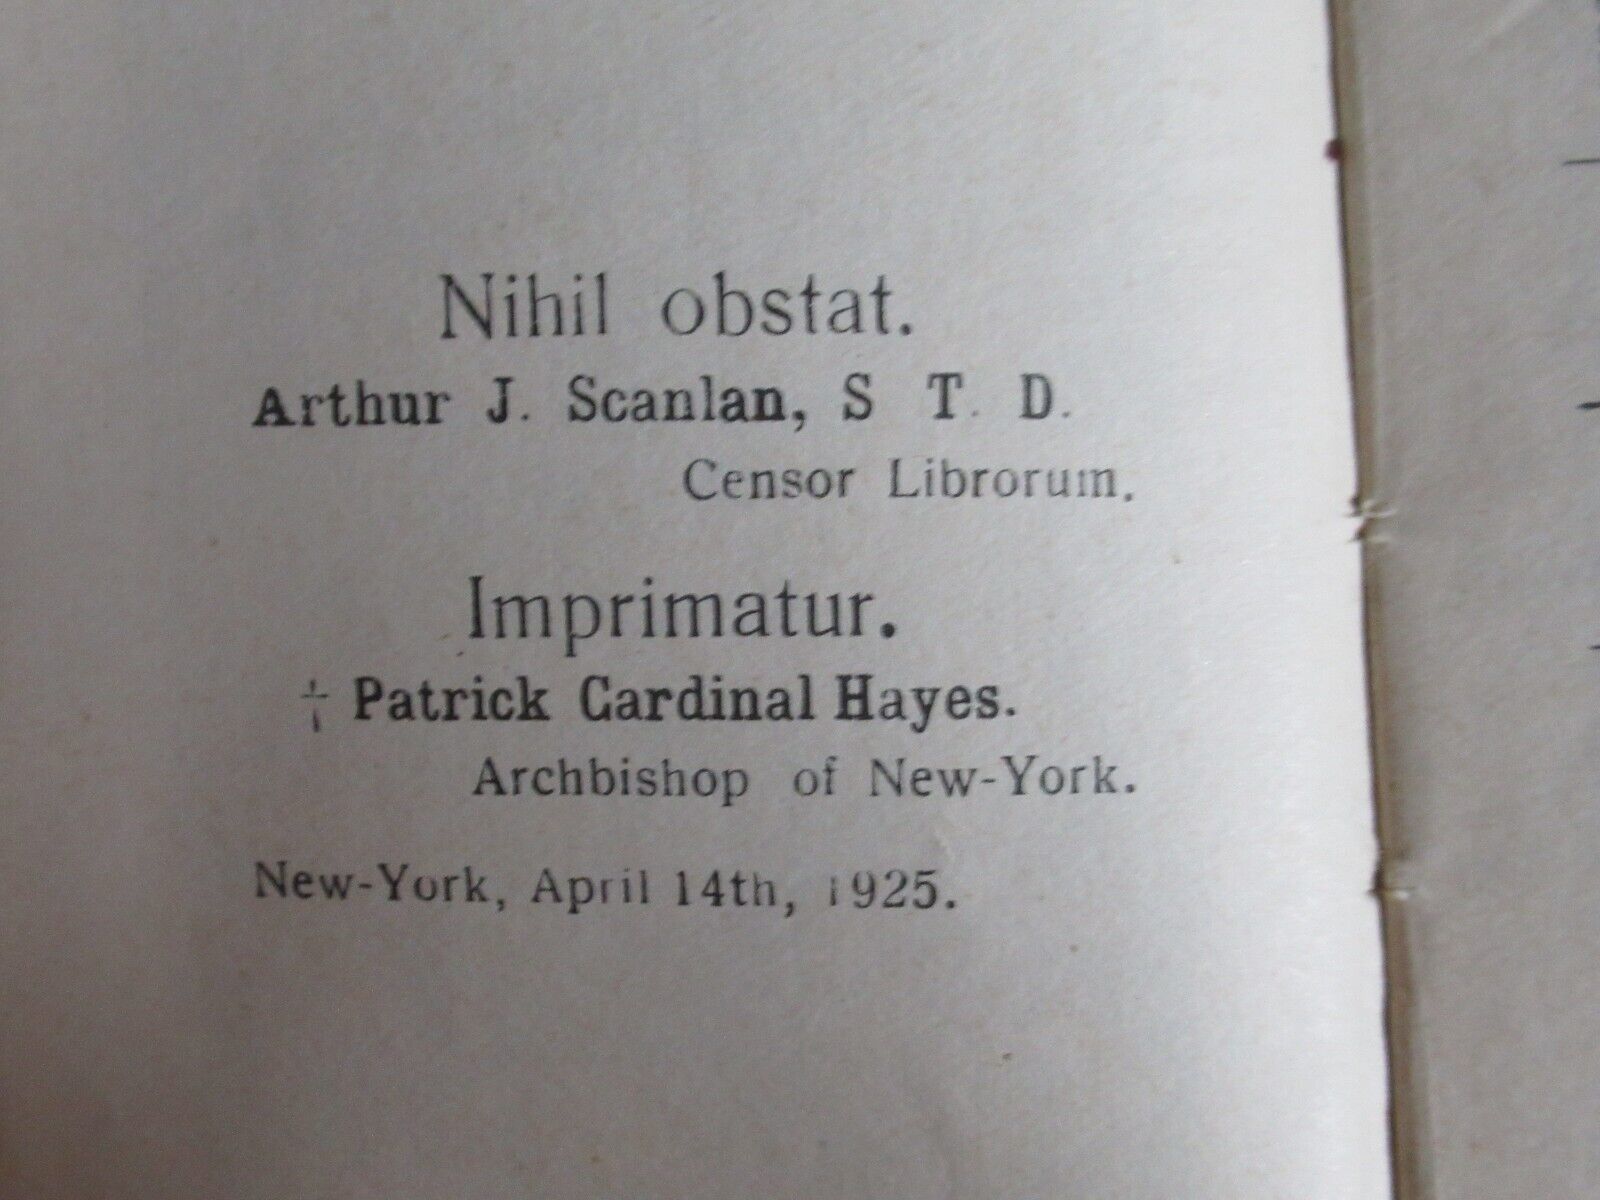 Nihil obstat.
Arthur J. Scanlan, S T. D.
Censor Librorum.
Imprimatur.
† Patrick Cardinal Hayes.
Archbishop of New-York.
New-York, April 14th, 1925.